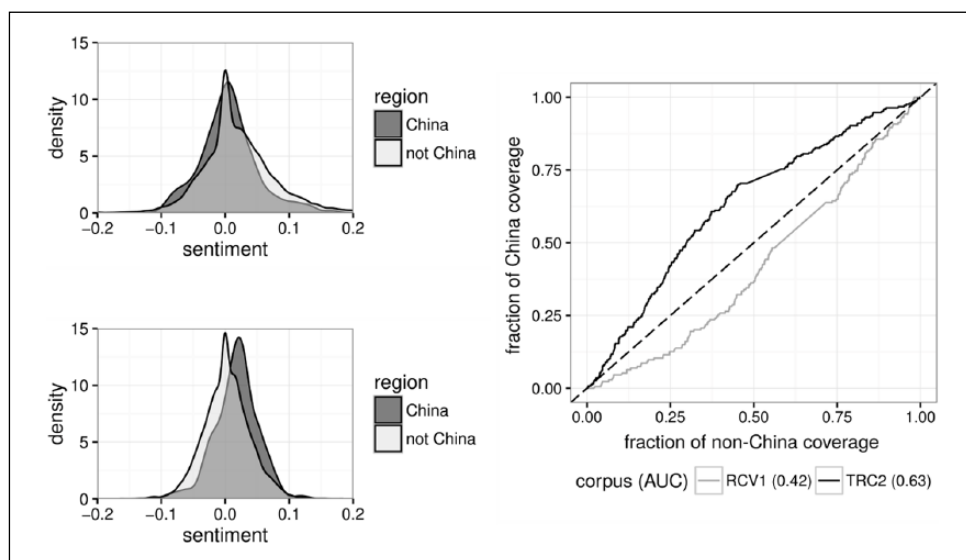 15
10
5
0
density
−0.2
−0.1
0.0
0.1
0.2
sentiment
region
China
not China
15
10
5
0
density
−0.2
−0.1
0.0
0.1
0.2
sentiment
region
China
not China
1.00
0.75
0.50
0.25
0.00
fraction of China coverage
0.00
0.25
0.50
0.75
1.00
fraction of non-China coverage
corpus (AUC)
RCV1 (0.42)
TRC2 (0.63)